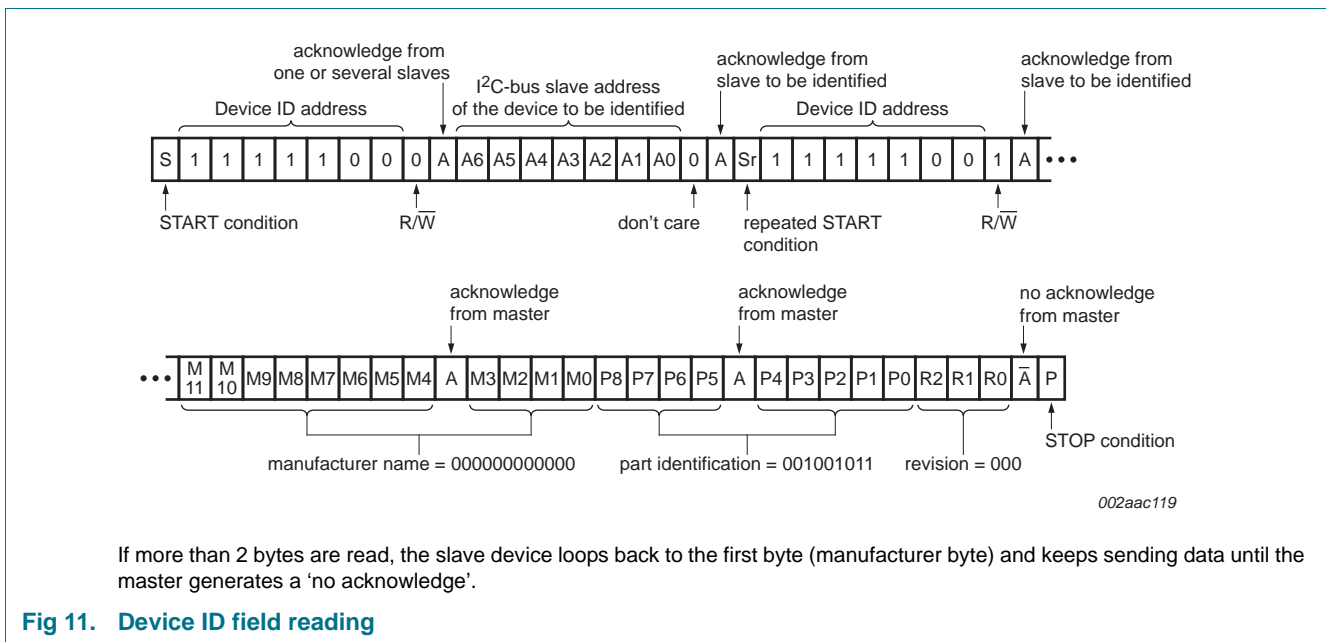 acknowledge from
one or several slaves
I2C-bus slave address
of the device to be identified
acknowledge from
slave to be identified
acknowledge from
slave to be identified
Device ID address
Device ID address
S 1 1 1 1 1 0 0 0 A A6 A5 A4 A3 A2 A1 A0 0 A Sr 1 1 1 1 1 0 0 1 A •••
START condition
R/W̅
don't care
repeated START
condition
R/W̅
acknowledge
from master
acknowledge
from master
no acknowledge
from master
••• M11 M10 M9 M8 M7 M6 M5 M4 A M3 M2 M1 M0 P8 P7 P6 P5 A P4 P3 P2 P1 P0 R2 R1 R0 A̅ P
STOP condition
manufacturer name = 000000000000
part identification = 001001011
revision = 000
002aac119
If more than 2 bytes are read, the slave device loops back to the first byte (manufacturer byte) and keeps sending data until the
master generates a ‘no acknowledge’.
Fig 11. Device ID field reading